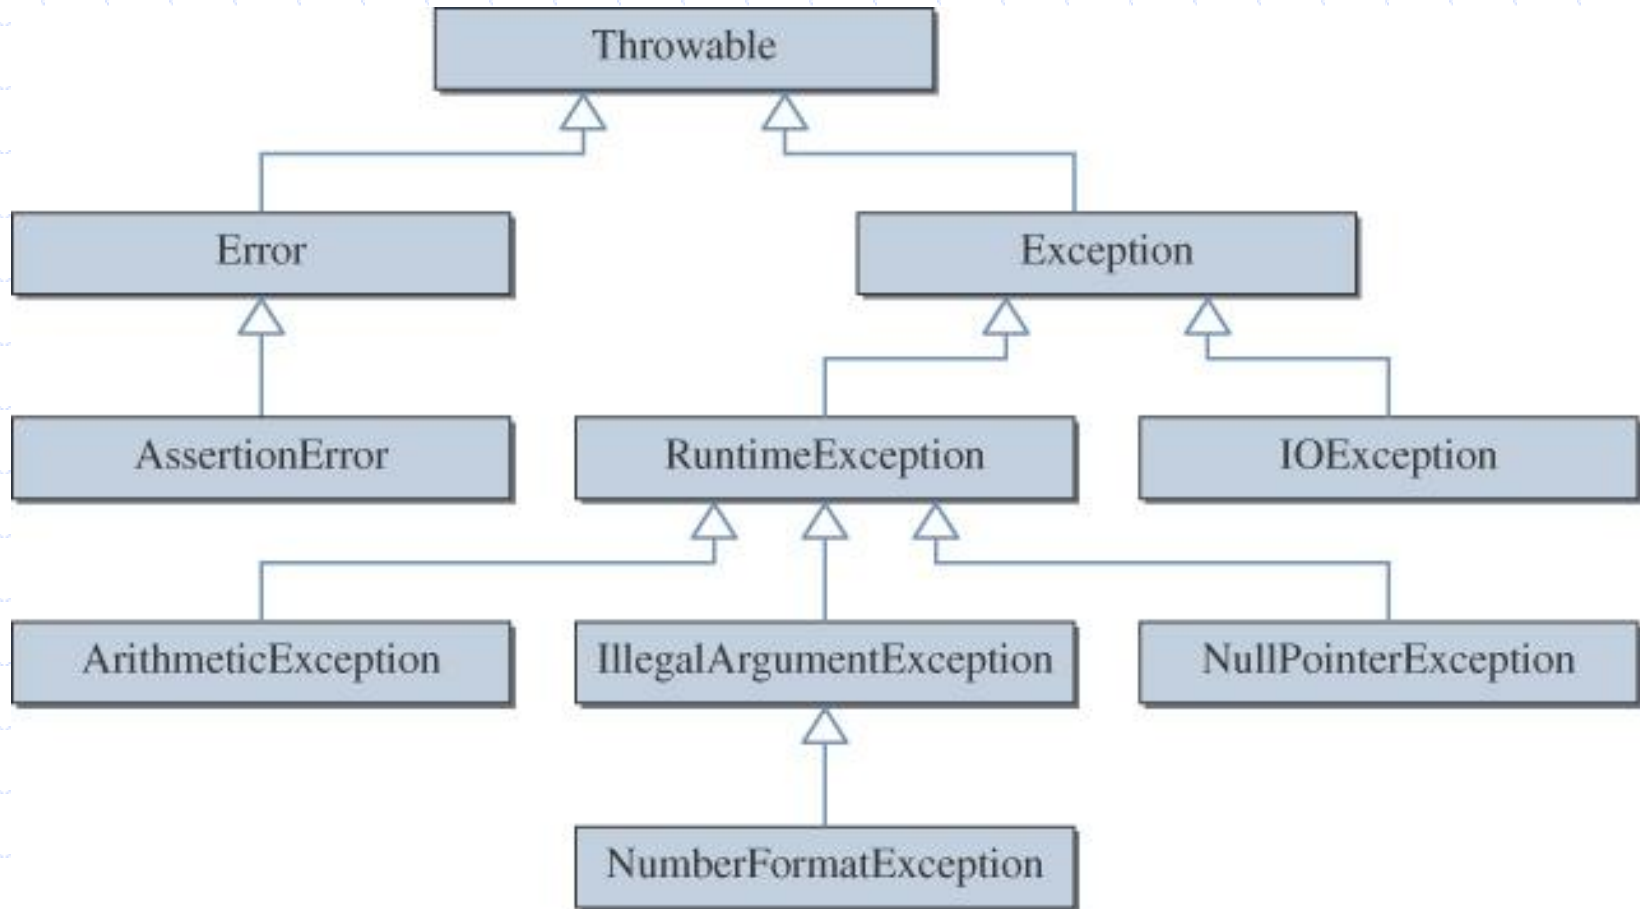 Throwable
Error
Exception
AssertionError
RuntimeException
IOException
ArithmeticException
IllegalArgumentException
NullPointerException
NumberFormatException